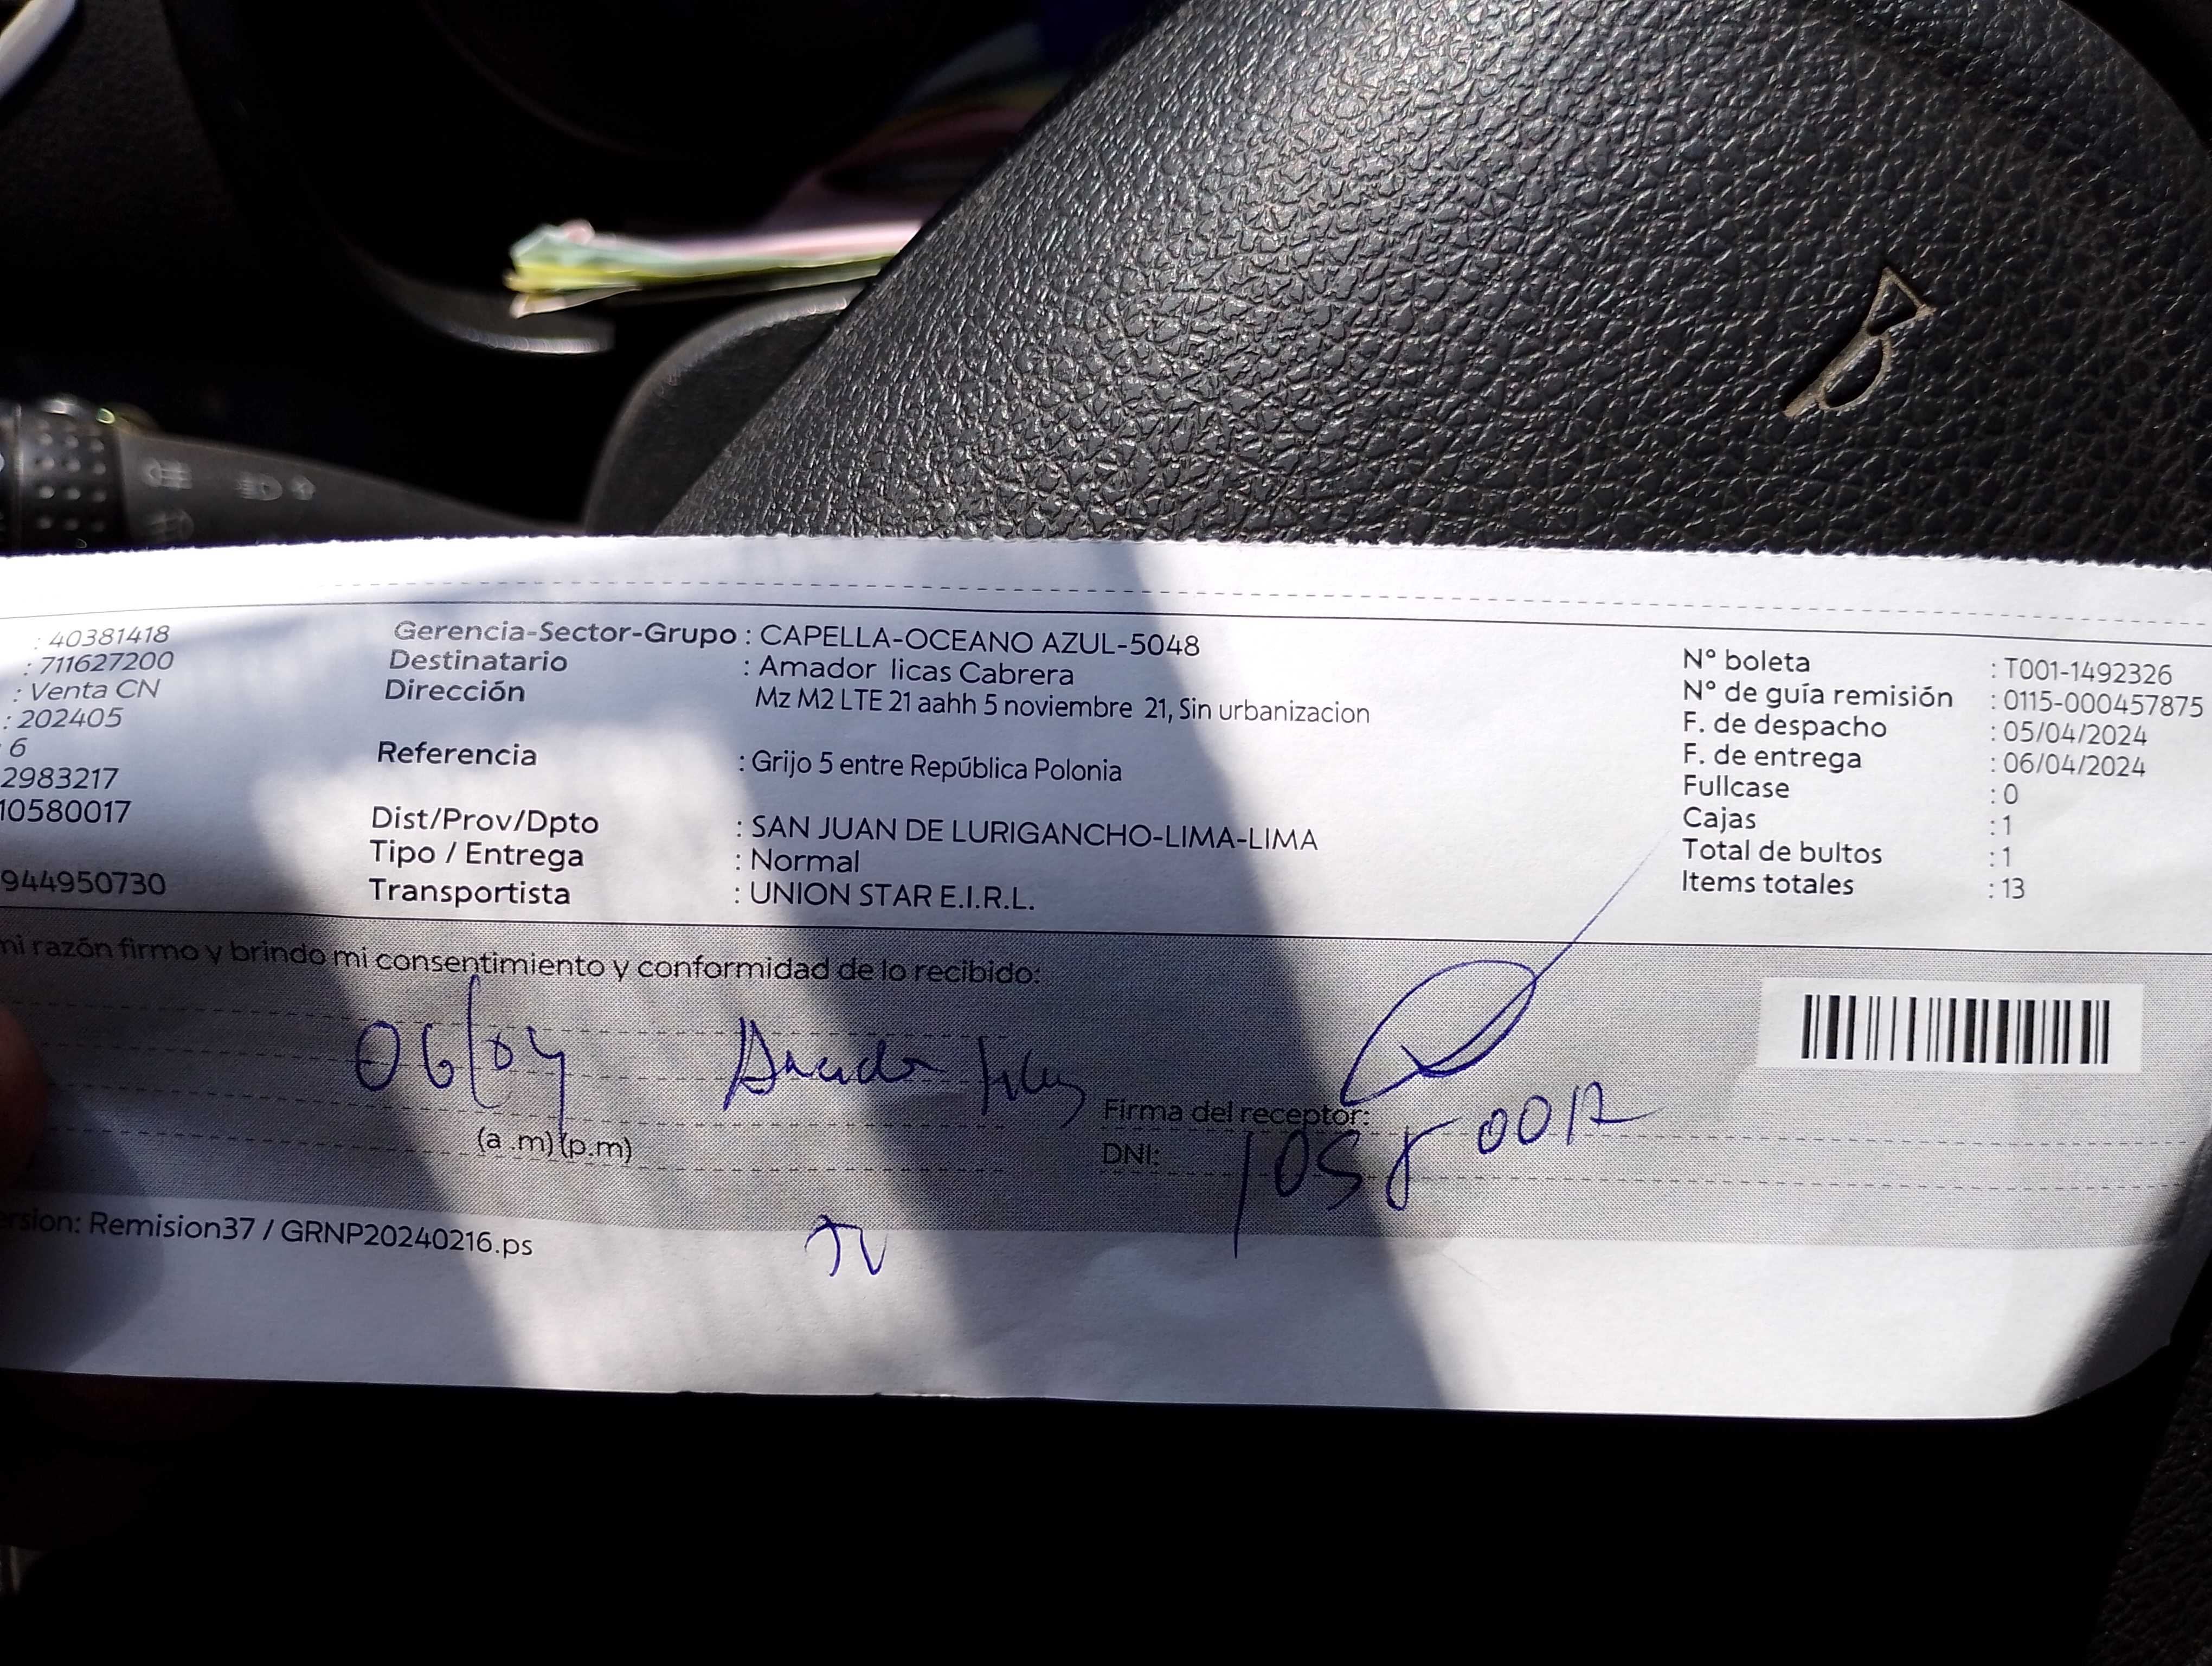 : 40381418
: 711627200
: Venta CN
: 202405
: 6
2983217
10580017
944950730
Gerencia-Sector-Grupo : CAPELLA-OCEANO AZUL-5048
Destinatario : Amador licas Cabrera
Dirección Mz M2 LTE 21 aahh 5 noviembre 21, Sin urbanizacion
Referencia : Grijo 5 entre República Polonia
Dist/Prov/Dpto : SAN JUAN DE LURIGANCHO-LIMA-LIMA
Tipo / Entrega : Normal
Transportista : UNION STAR E.I.R.L.
N° boleta : T001-1492326
N° de guía remisión : 0115-000457875
F. de despacho : 05/04/2024
F. de entrega : 06/04/2024
Fullcase : 0
Cajas : 1
Total de bultos : 1
Items totales : 13
mi razón firmo y brindo mi consentimiento y conformidad de lo recibido:
06/04
Firma del receptor:
(a .m) (p.m)
DNI: 10580017
ersion: Remision37 / GRNP20240216.ps